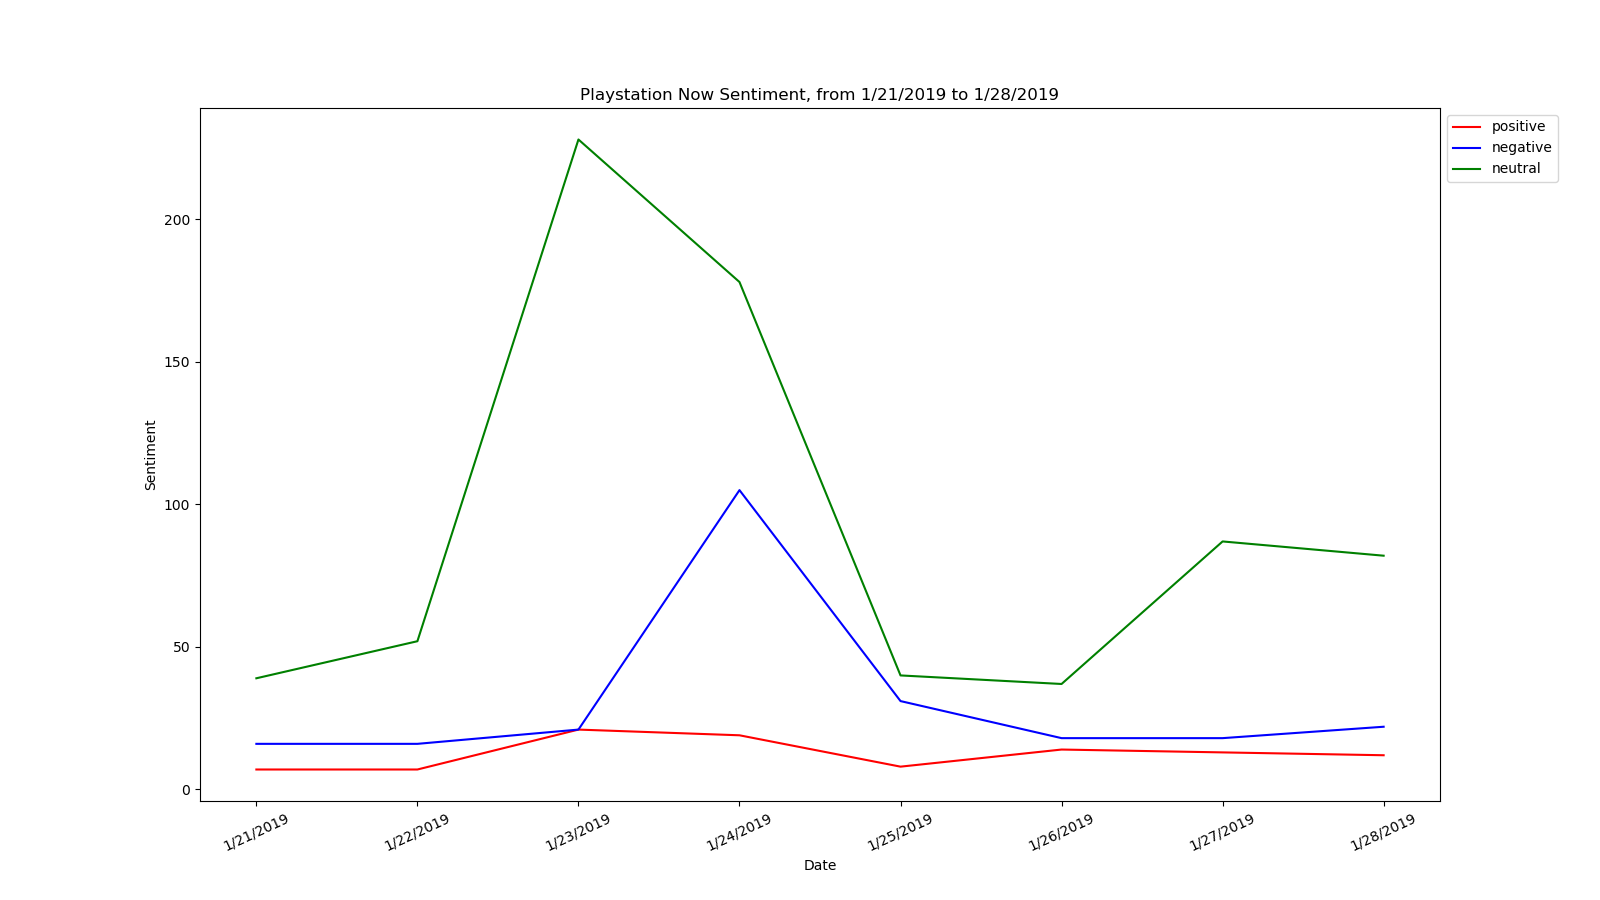 Playstation Now Sentiment, from 1/21/2019 to 1/28/2019
positive
negative
neutral
200
150
100
50
0
Sentiment
1/21/2019
1/22/2019
1/23/2019
1/24/2019
1/25/2019
1/26/2019
1/27/2019
1/28/2019
Date